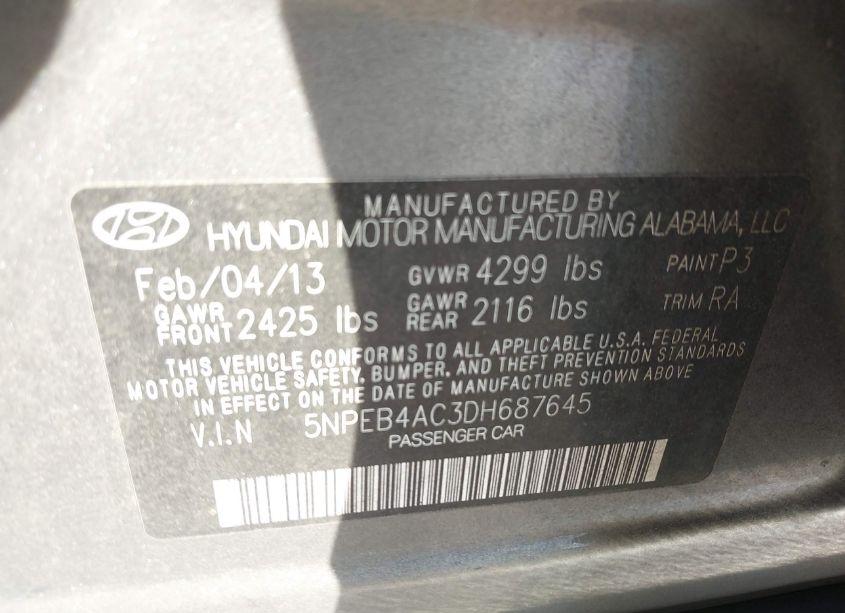 MANUFACTURED BY
HYUNDAI MOTOR MANUFACTURING ALABAMA, LLC
Feb/04/13 GVWR 4299 lbs PAINT P3
GAWR FRONT 2425 lbs GAWR REAR 2116 lbs TRIM RA
THIS VEHICLE CONFORMS TO ALL APPLICABLE U.S.A. FEDERAL
MOTOR VEHICLE SAFETY, BUMPER, AND THEFT PREVENTION STANDARDS
IN EFFECT ON THE DATE OF MANUFACTURE SHOWN ABOVE
V.I.N 5NPEB4AC3DH687645
PASSENGER CAR